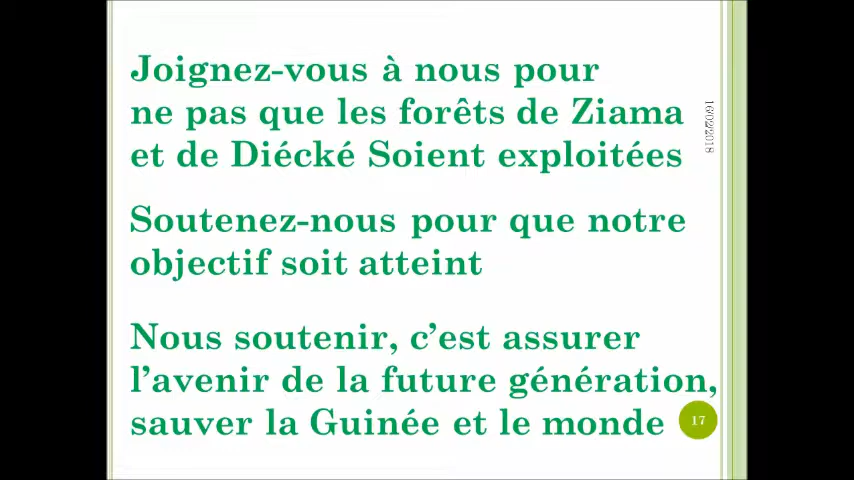 Joignez-vous à nous pour
ne pas que les forêts de Ziama
et de Diécké Soient exploitées
Soutenez-nous pour que notre
objectif soit atteint
Nous soutenir, c’est assurer
l’avenir de la future génération,
sauver la Guinée et le monde
16/02/2018
17